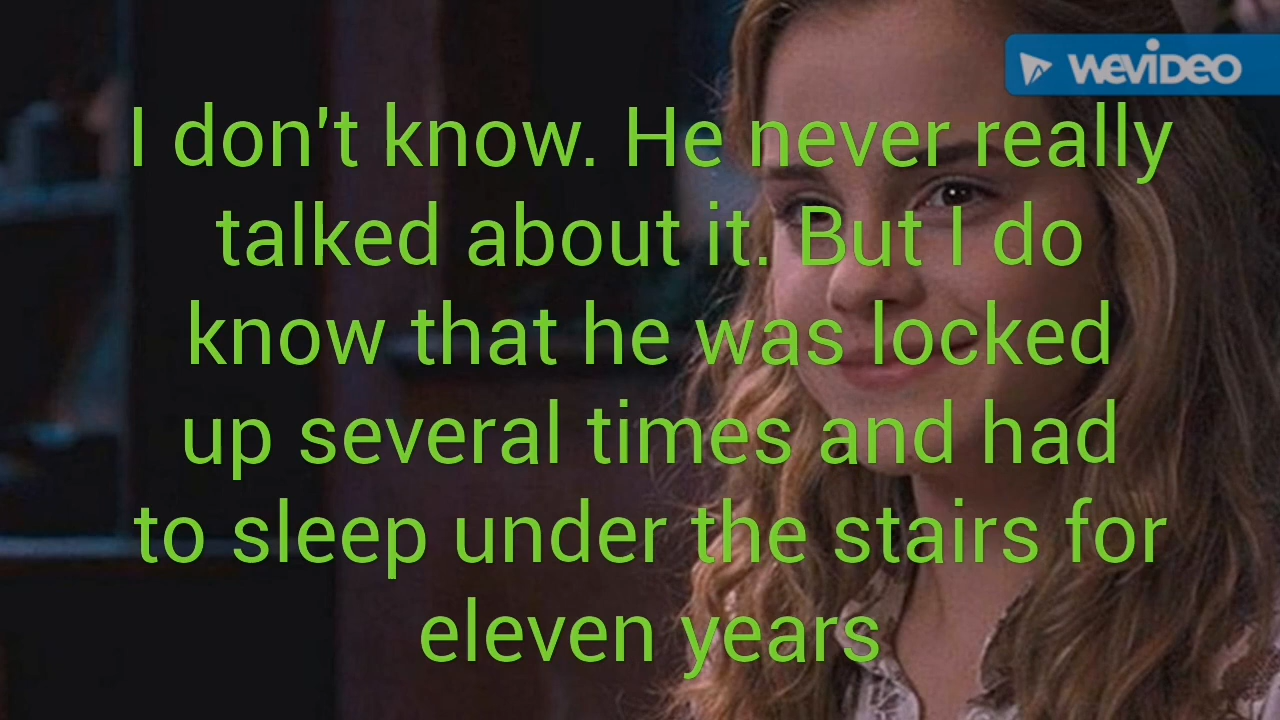 WEVIDEO
I don't know. He never really
talked about it. But I do
know that he was locked
up several times and had
to sleep under the stairs for
eleven years